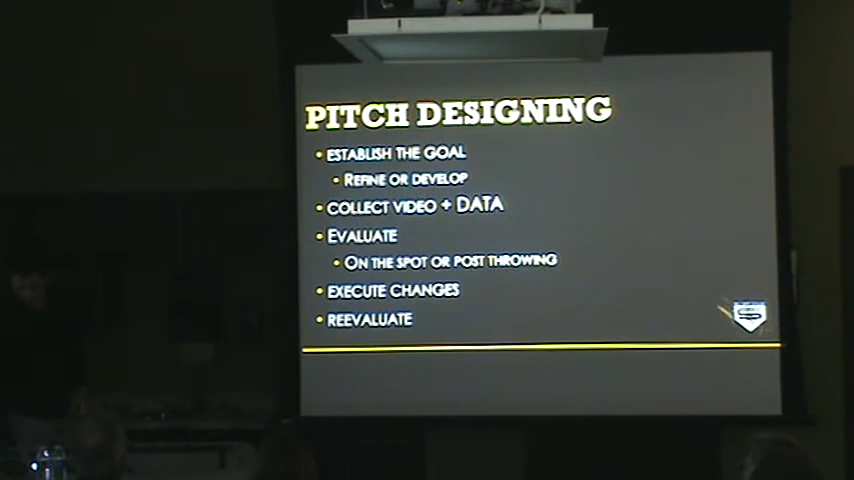 PITCH DESIGNING
• ESTABLISH THE GOAL
• REFINE OR DEVELOP
• COLLECT VIDEO + DATA
• EVALUATE
• ON THE SPOT OR POST THROWING
• EXECUTE CHANGES
• REEVALUATE